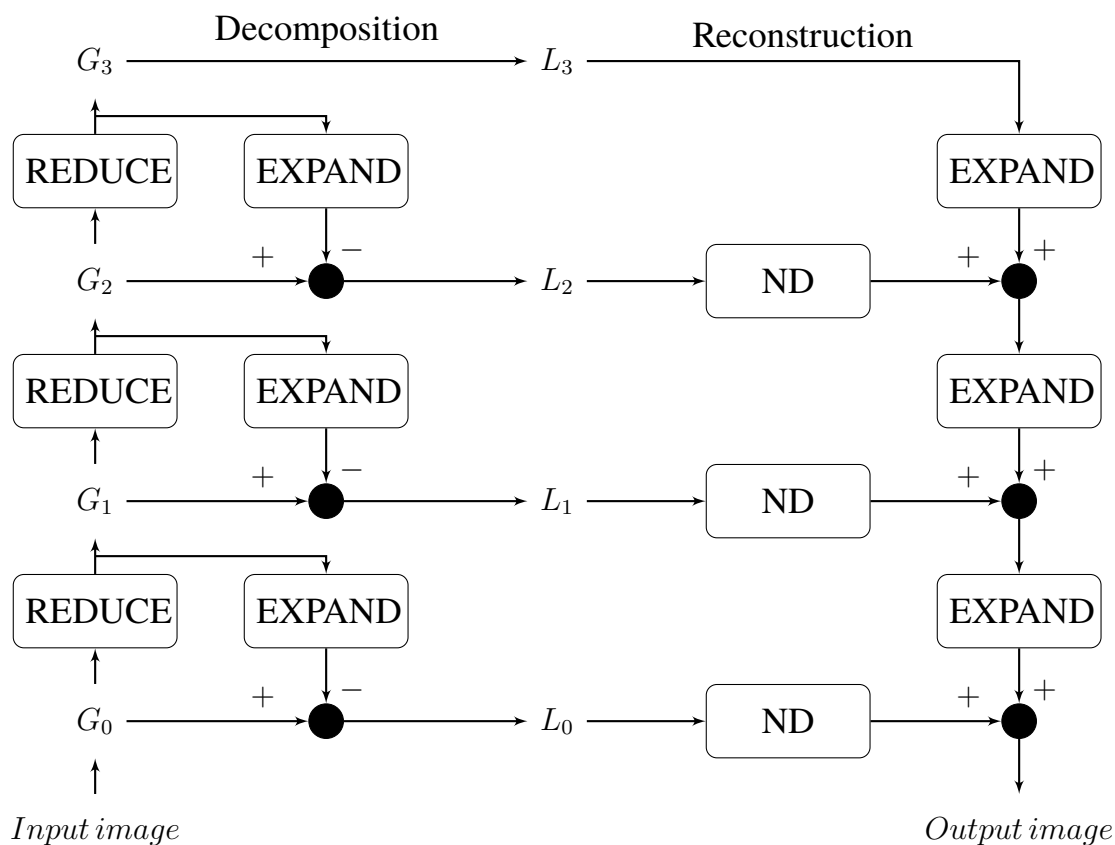 Decomposition Reconstruction
G₃ L₃
REDUCE EXPAND EXPAND
+ − +
G₂ L₂ ND +
REDUCE EXPAND EXPAND
+ − + +
G₁ L₁ ND
REDUCE EXPAND EXPAND
+ − + +
G₀ L₀ ND
Input image Output image